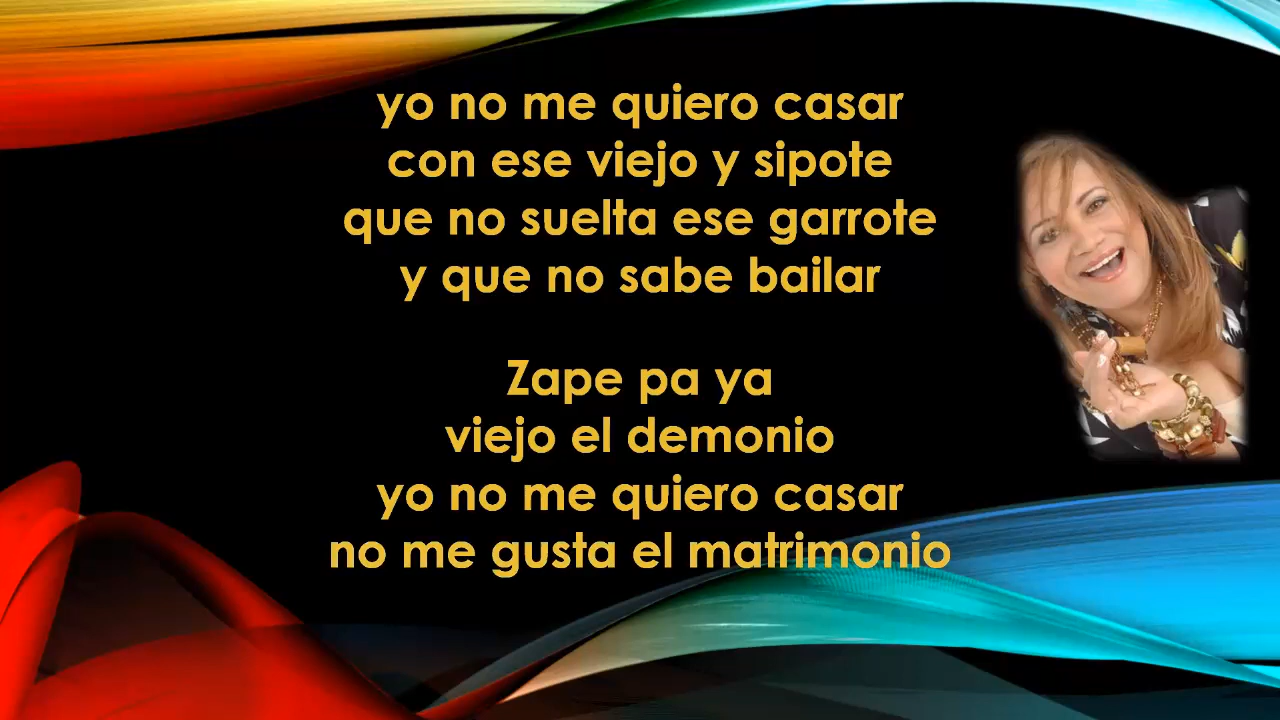 yo no me quiero casar
con ese viejo y sipote
que no suelta ese garrote
y que no sabe bailar
Zape pa ya
viejo el demonio
yo no me quiero casar
no me gusta el matrimonio